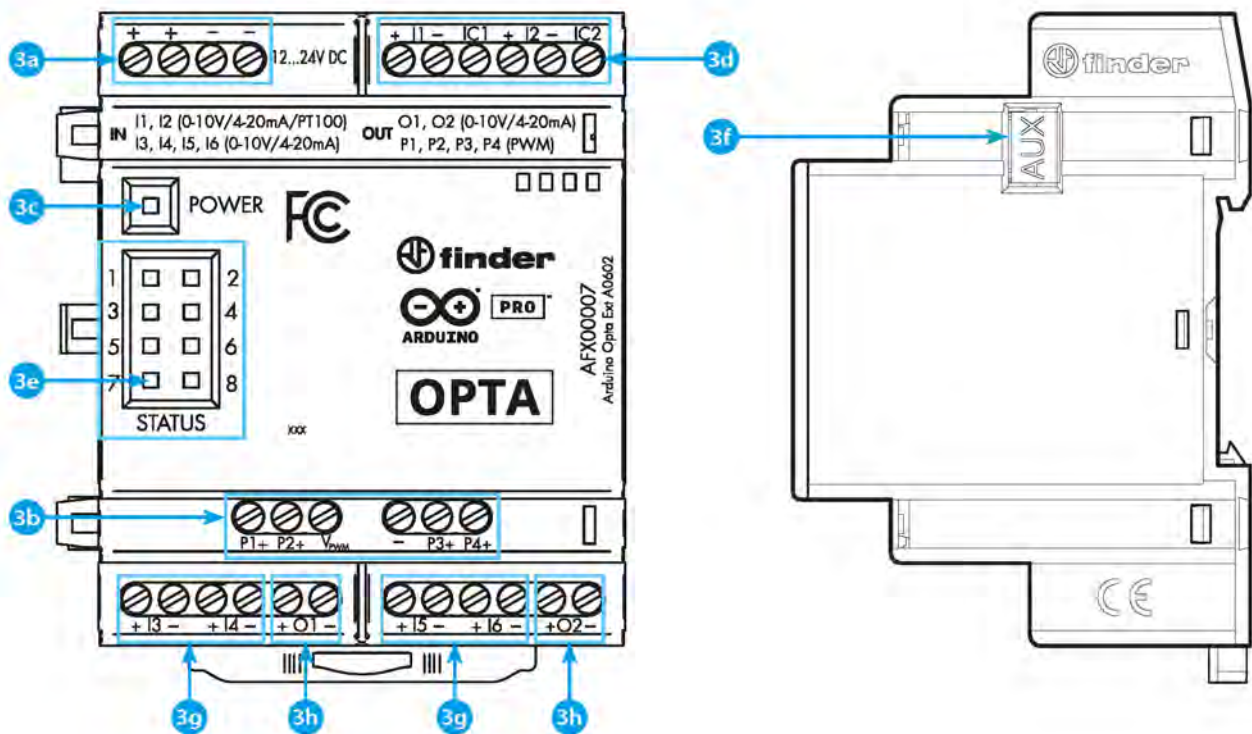 + + − − 12...24V DC
+ I1 − IC1 + I2 − IC2
3a
3d
IN I1, I2 (0-10V/4-20mA/PT100)
I3, I4, I5, I6 (0-10V/4-20mA)
OUT O1, O2 (0-10V/4-20mA)
P1, P2, P3, P4 (PWM)
3c
POWER
FC
finder
ARDUINO
PRO
OPTA
AFX00007
Arduino Opta Ext A0602
1 2
3 4
5 6
7 8
3e
STATUS
xxx
3b
P1+ P2+ VPWM − P3+ P4+
+ I3 − + I4 − + O1 − + I5 − + I6 − +O2−
3g
3h
3g
3h
finder
3f
AUX
CE